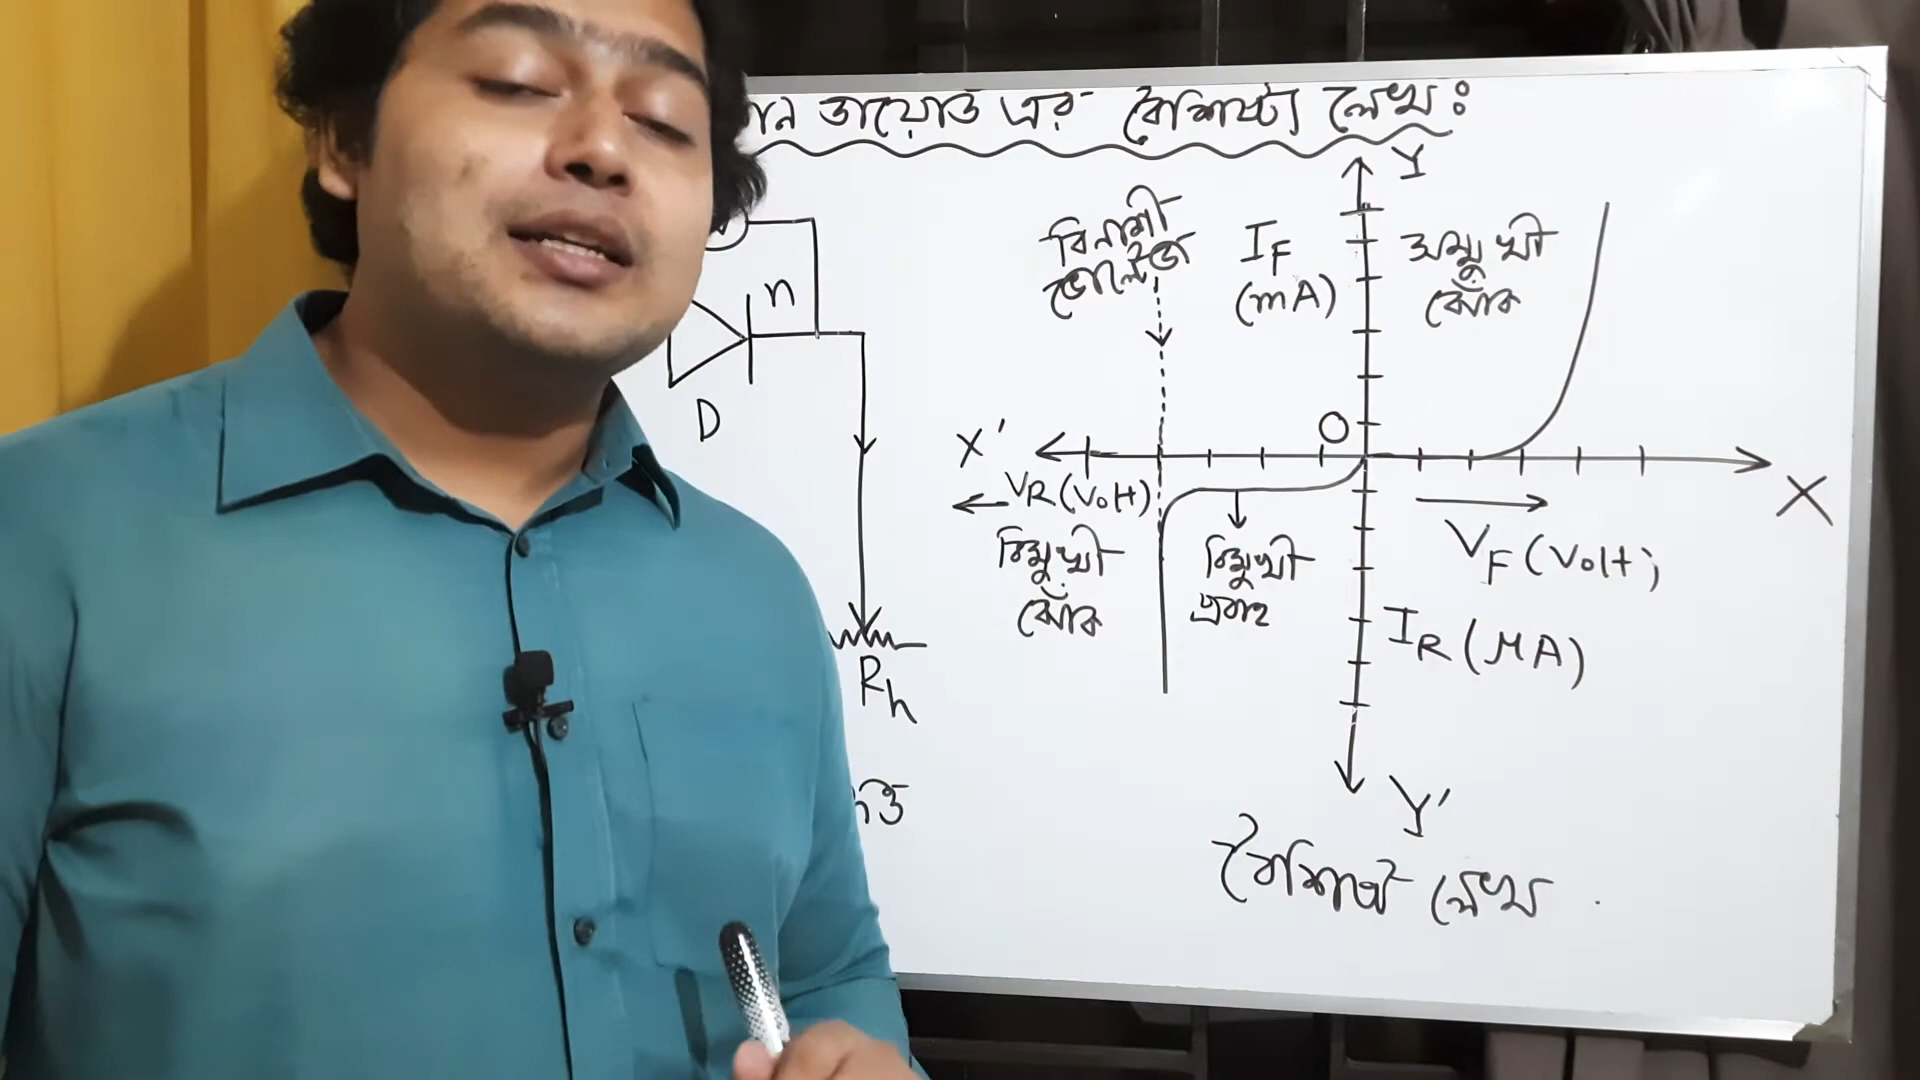 ডায়োড এর বৈশিষ্ট্য লেখ:
n
D
Rh
Y
বিনাশী
ভোল্টেজ
IF
(mA)
সম্মুখী
ঝোঁক
O
X'
X
VR (Volt)
বিমুখী
ঝোঁক
বিমুখী
প্রবাহ
VF (Volt)
IR (μA)
Y'
বৈশিষ্ট্য লেখ